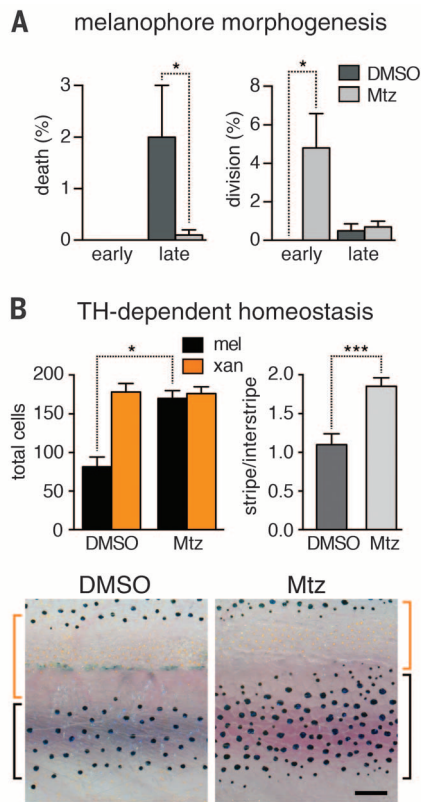 A melanophore morphogenesis
DMSO
Mtz
death (%)
3
2
1
0
*
early late
division (%)
8
6
4
2
0
*
early late
B TH-dependent homeostasis
mel
xan
total cells
200
150
100
50
0
*
DMSO Mtz
stripe/interstripe
2.0
1.5
1.0
0.5
0.0
***
DMSO Mtz
DMSO Mtz